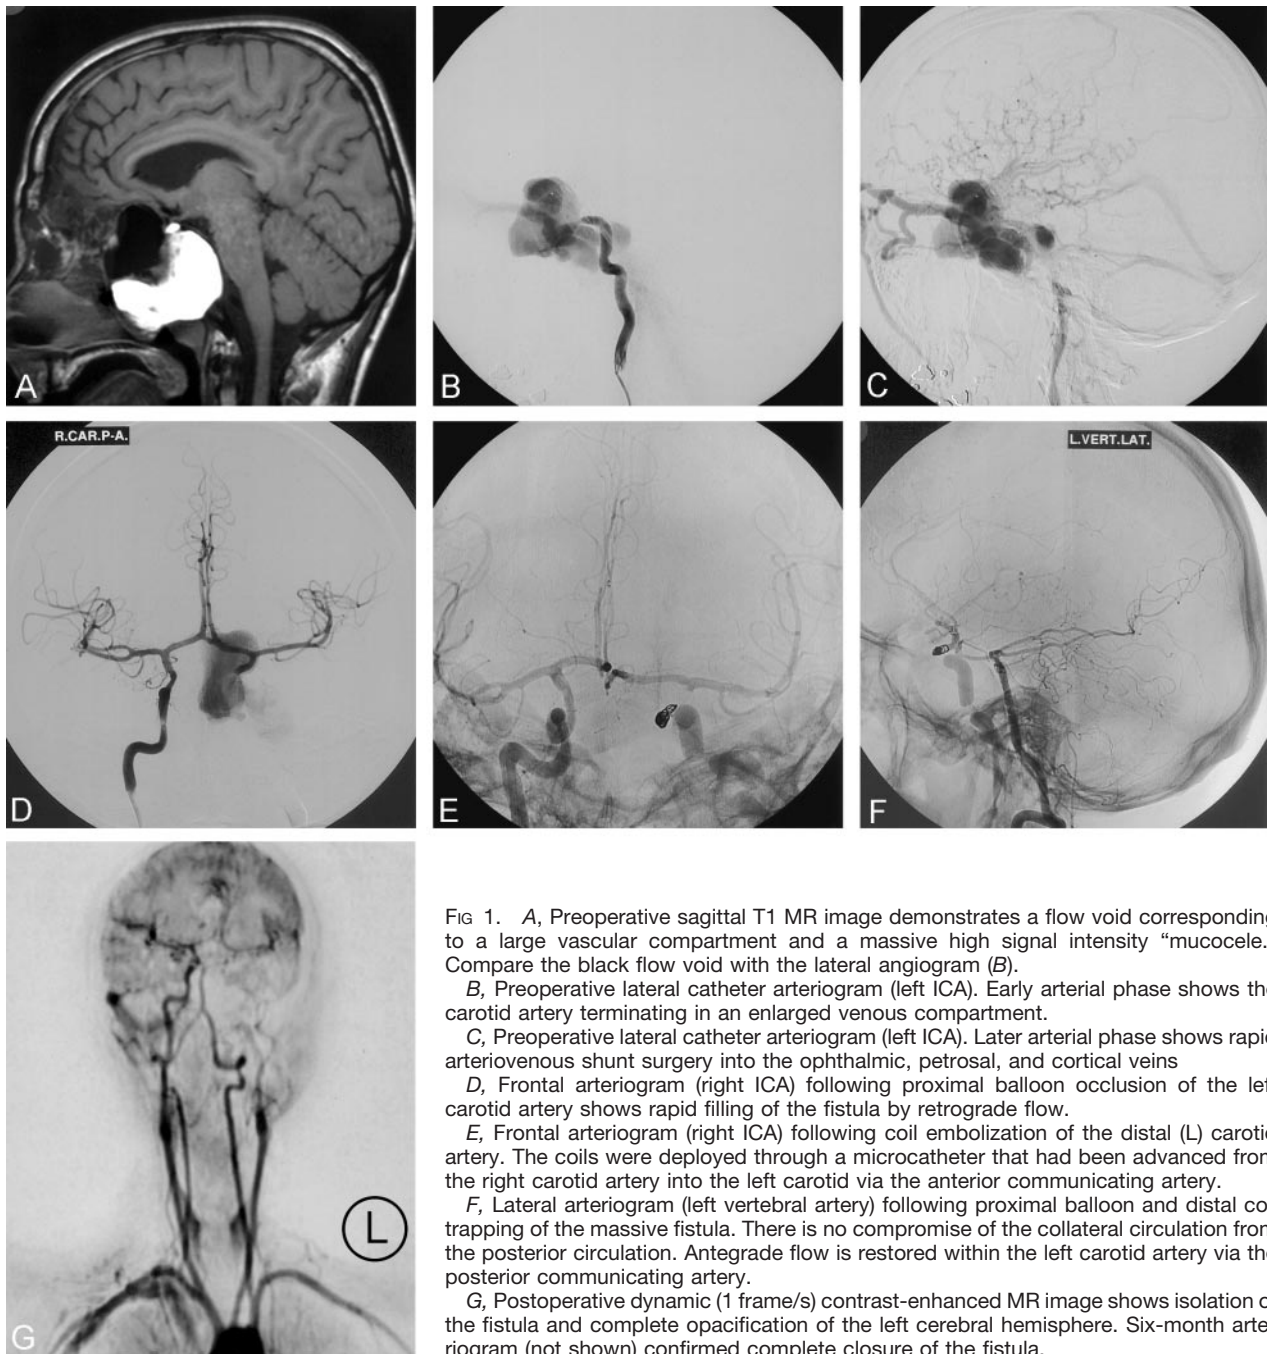 A
B
C
R.CAR.P-A.
D
E
L.VERT.LAT.
F
L
G
FIG 1. A, Preoperative sagittal T1 MR image demonstrates a flow void corresponding
to a large vascular compartment and a massive high signal intensity “mucocele.
Compare the black flow void with the lateral angiogram (B).
B, Preoperative lateral catheter arteriogram (left ICA). Early arterial phase shows the
carotid artery terminating in an enlarged venous compartment.
C, Preoperative lateral catheter arteriogram (left ICA). Later arterial phase shows rapid
arteriovenous shunt surgery into the ophthalmic, petrosal, and cortical veins
D, Frontal arteriogram (right ICA) following proximal balloon occlusion of the lef
carotid artery shows rapid filling of the fistula by retrograde flow.
E, Frontal arteriogram (right ICA) following coil embolization of the distal (L) carotid
artery. The coils were deployed through a microcatheter that had been advanced from
the right carotid artery into the left carotid via the anterior communicating artery.
F, Lateral arteriogram (left vertebral artery) following proximal balloon and distal coi
trapping of the massive fistula. There is no compromise of the collateral circulation from
the posterior circulation. Antegrade flow is restored within the left carotid artery via the
posterior communicating artery.
G, Postoperative dynamic (1 frame/s) contrast-enhanced MR image shows isolation o
the fistula and complete opacification of the left cerebral hemisphere. Six-month arte-
riogram (not shown) confirmed complete closure of the fistula.